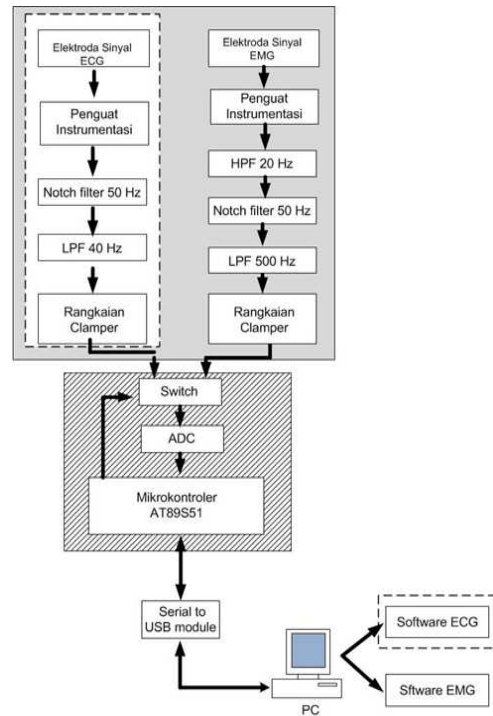 Elektroda Sinyal
ECG
Penguat
Instrumentasi
Notch filter 50 Hz
LPF 40 Hz
Rangkaian
Clamper
Elektroda Sinyal
EMG
Penguat
Instrumentasi
HPF 20 Hz
Notch filter 50 Hz
LPF 500 Hz
Rangkaian
Clamper
Switch
ADC
Mikrokontroler
AT89S51
Serial to
USB module
PC
Software ECG
Sftware EMG